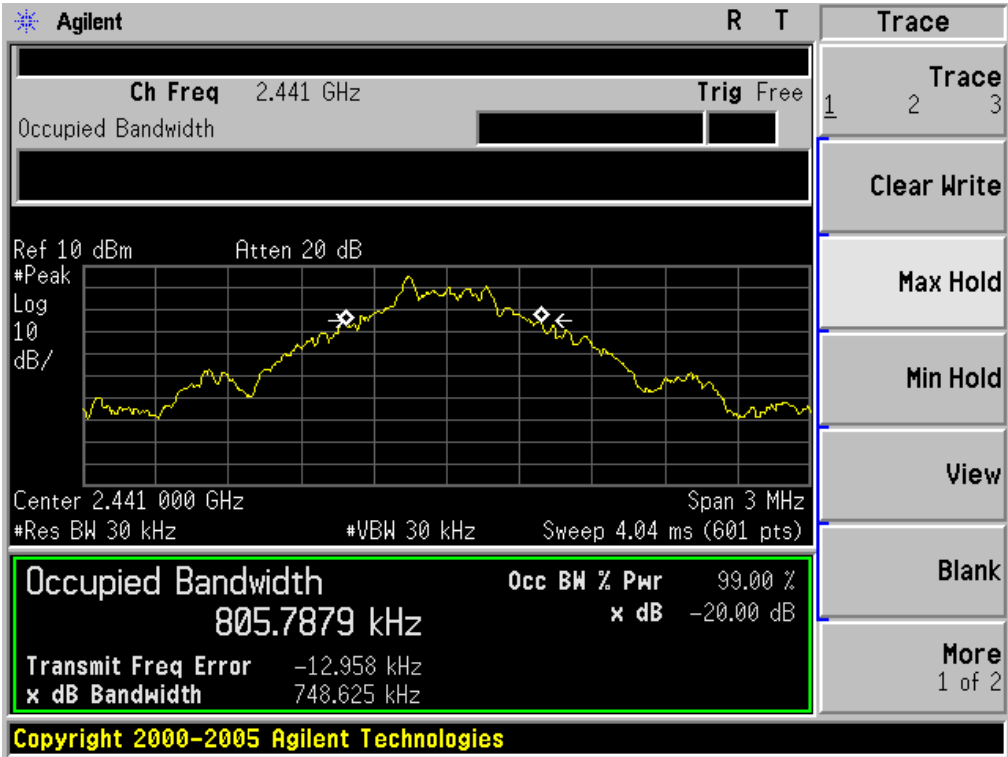 Agilent R T
Ch Freq 2.441 GHz Trig Free
Occupied Bandwidth
Ref 10 dBm Atten 20 dB
#Peak
Log
10
dB/
Center 2.441 000 GHz Span 3 MHz
#Res BW 30 kHz #VBW 30 kHz Sweep 4.04 ms (601 pts)
Occupied Bandwidth Occ BW % Pwr 99.00 %
805.7879 kHz x dB -20.00 dB
Transmit Freq Error -12.958 kHz
x dB Bandwidth 748.625 kHz
Copyright 2000-2005 Agilent Technologies
Trace
Trace
1 2 3
Clear Write
Max Hold
Min Hold
View
Blank
More
1 of 2